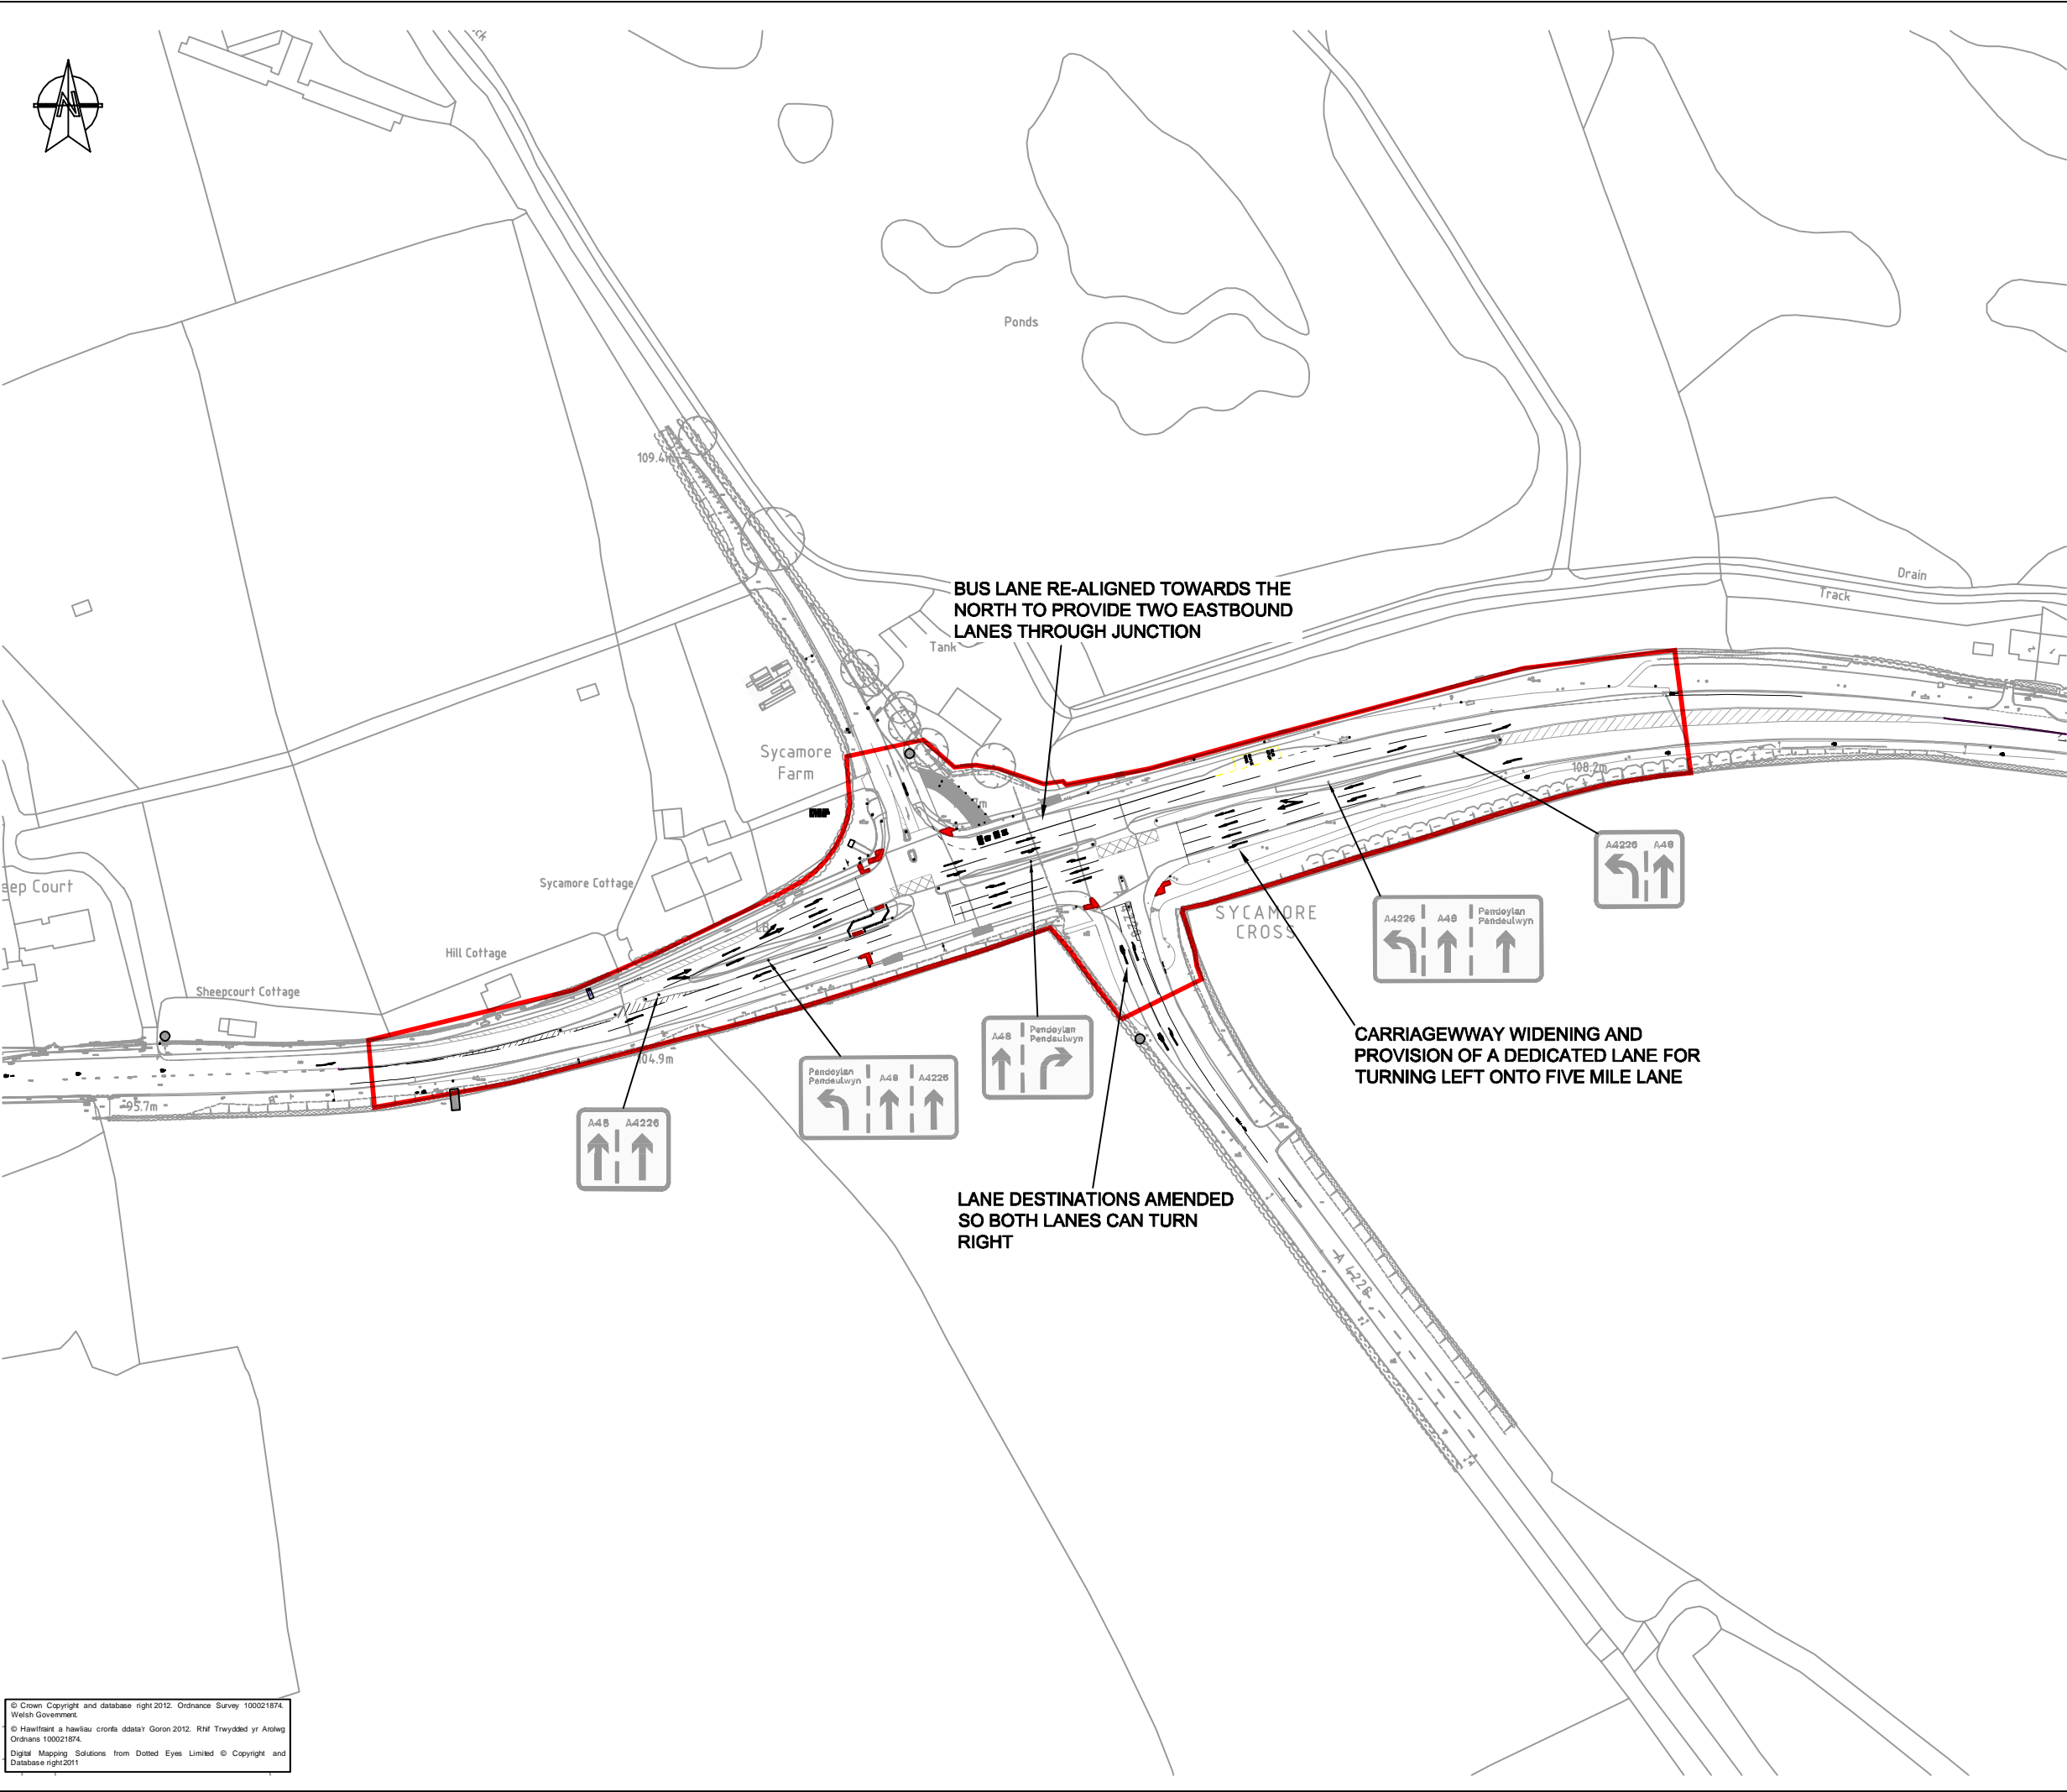 N
Ponds
109.4
BUS LANE RE-ALIGNED TOWARDS THE
NORTH TO PROVIDE TWO EASTBOUND
LANES THROUGH JUNCTION
Drain
Track
Tank
Sycamore
Farm
108.2m
A4226 A48
eep Court
Sycamore Cottage
LB
SYCAMORE
CROSS
A4226 A48 Pendoylan
Pendeulwyn
Hill Cottage
Sheepcourt Cottage
CARRIAGEWWAY WIDENING AND
PROVISION OF A DEDICATED LANE FOR
TURNING LEFT ONTO FIVE MILE LANE
A48 Pendoylan
Pendeulwyn
104.9m
Pendoylan
Pendeulwyn A48 A4226
95.7m
A48 A4226
LANE DESTINATIONS AMENDED
SO BOTH LANES CAN TURN
RIGHT
A 4226
© Crown Copyright and database right 2012. Ordnance Survey 100021874.
Welsh Government.
© Hawlfraint a hawliau cronfa ddata'r Goron 2012. Rhif Trwydded yr Arolwg
Ordnans 100021874.
Digital Mapping Solutions from Dotted Eyes Limited © Copyright and
Database right 2011